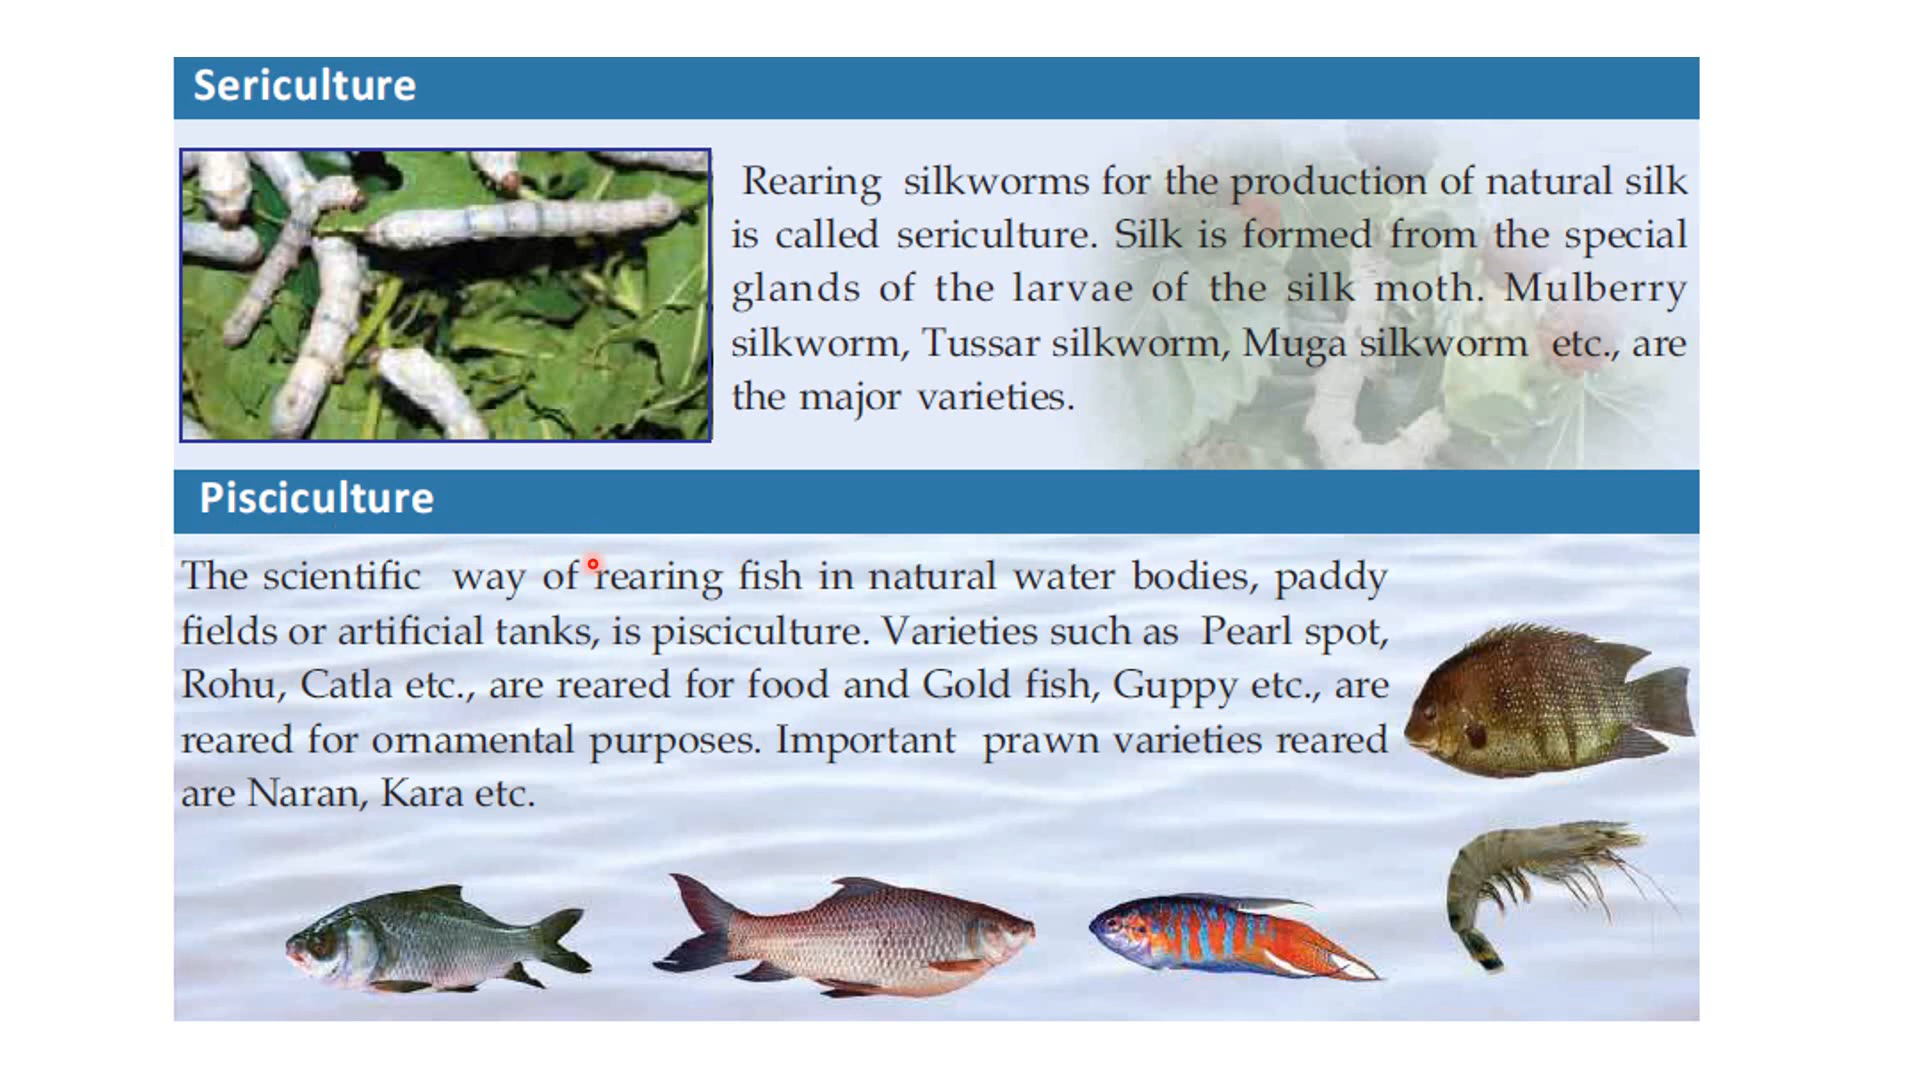 Sericulture
Rearing silkworms for the production of natural silk
is called sericulture. Silk is formed from the special
glands of the larvae of the silk moth. Mulberry
silkworm, Tussar silkworm, Muga silkworm etc., are
the major varieties.
Pisciculture
The scientific way of rearing fish in natural water bodies, paddy
fields or artificial tanks, is pisciculture. Varieties such as Pearl spot,
Rohu, Catla etc., are reared for food and Gold fish, Guppy etc., are
reared for ornamental purposes. Important prawn varieties reared
are Naran, Kara etc.